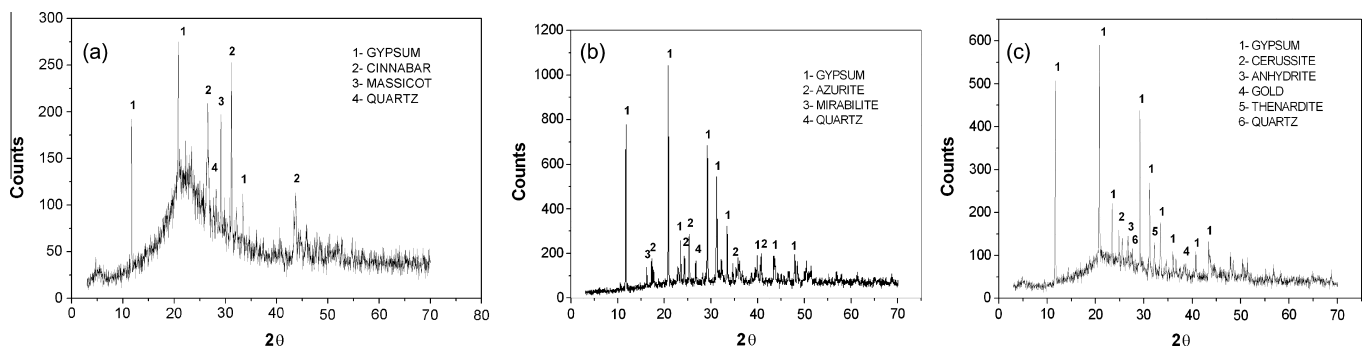 (a)
1- GYPSUM
2- CINNABAR
3- MASSICOT
4- QUARTZ
1
1
2
4
3
2
1
2
300
250
200
150
100
50
0
Counts
0 10 20 30 40 50 60 70 80
2θ
(b)
1- GYPSUM
2- AZURITE
3- MIRABILITE
4- QUARTZ
1
3
2
1
1
2
2
4
1
1
1
2
1
2
1
1
1200
1000
800
600
400
200
0
Counts
0 10 20 30 40 50 60 70
2θ
(c)
1- GYPSUM
2- CERUSSITE
3- ANHYDRITE
4- GOLD
5- THENARDITE
6- QUARTZ
1
1
1
2
3
6
1
1
5
1
1
4
1
1
600
500
400
300
200
100
0
Counts
0 10 20 30 40 50 60 70
2θ